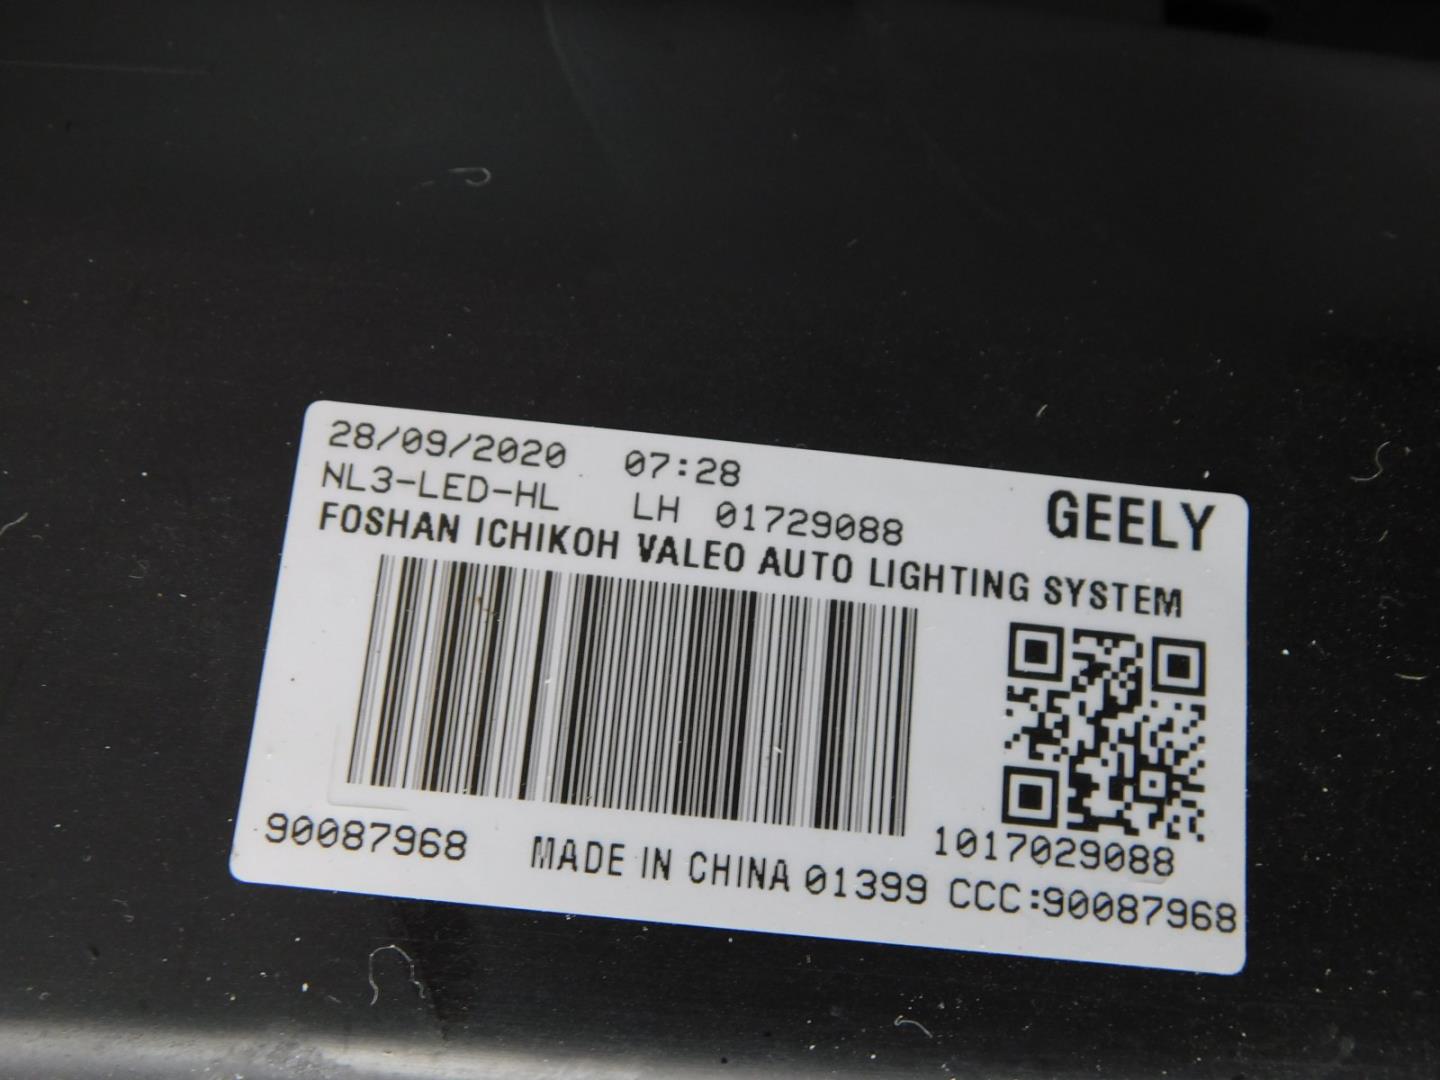 28/09/2020 07:28
NL3-LED-HL LH 01729088
GEELY
FOSHAN ICHIKOH VALEO AUTO LIGHTING SYSTEM
1017029088
90087968 MADE IN CHINA 01399 CCC:90087968